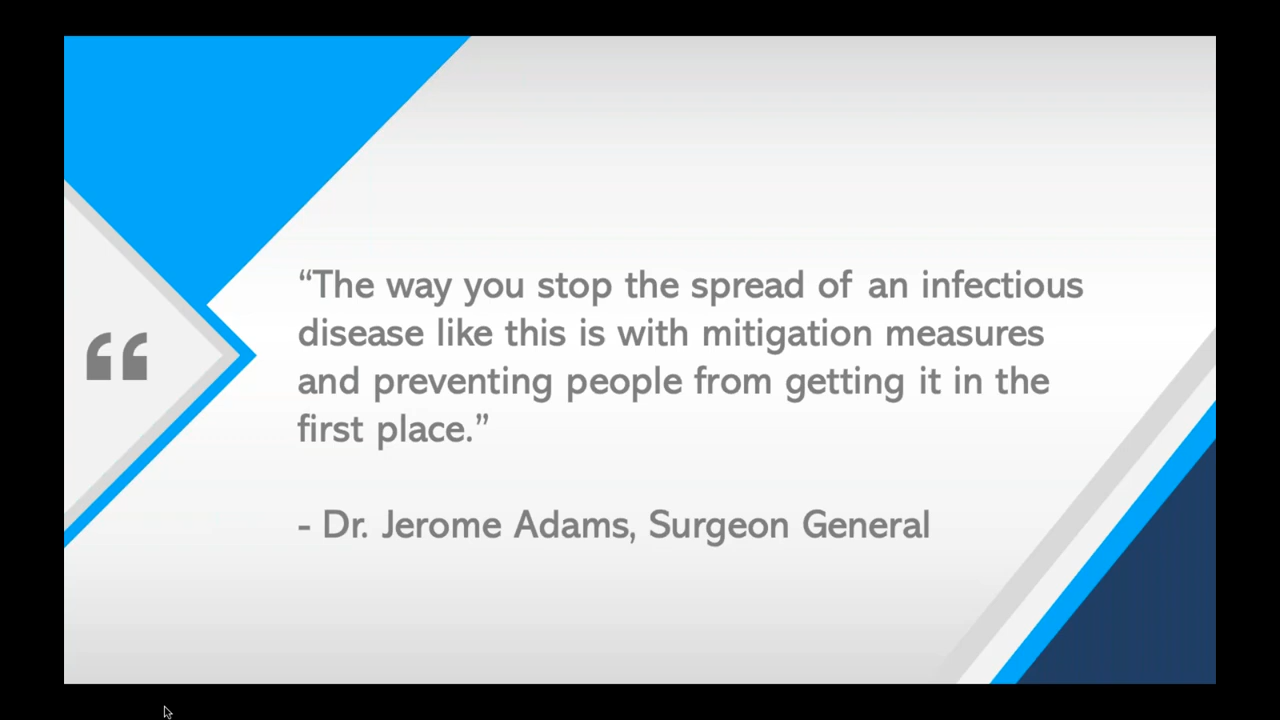 “The way you stop the spread of an infectious
disease like this is with mitigation measures
and preventing people from getting it in the
first place.”
- Dr. Jerome Adams, Surgeon General